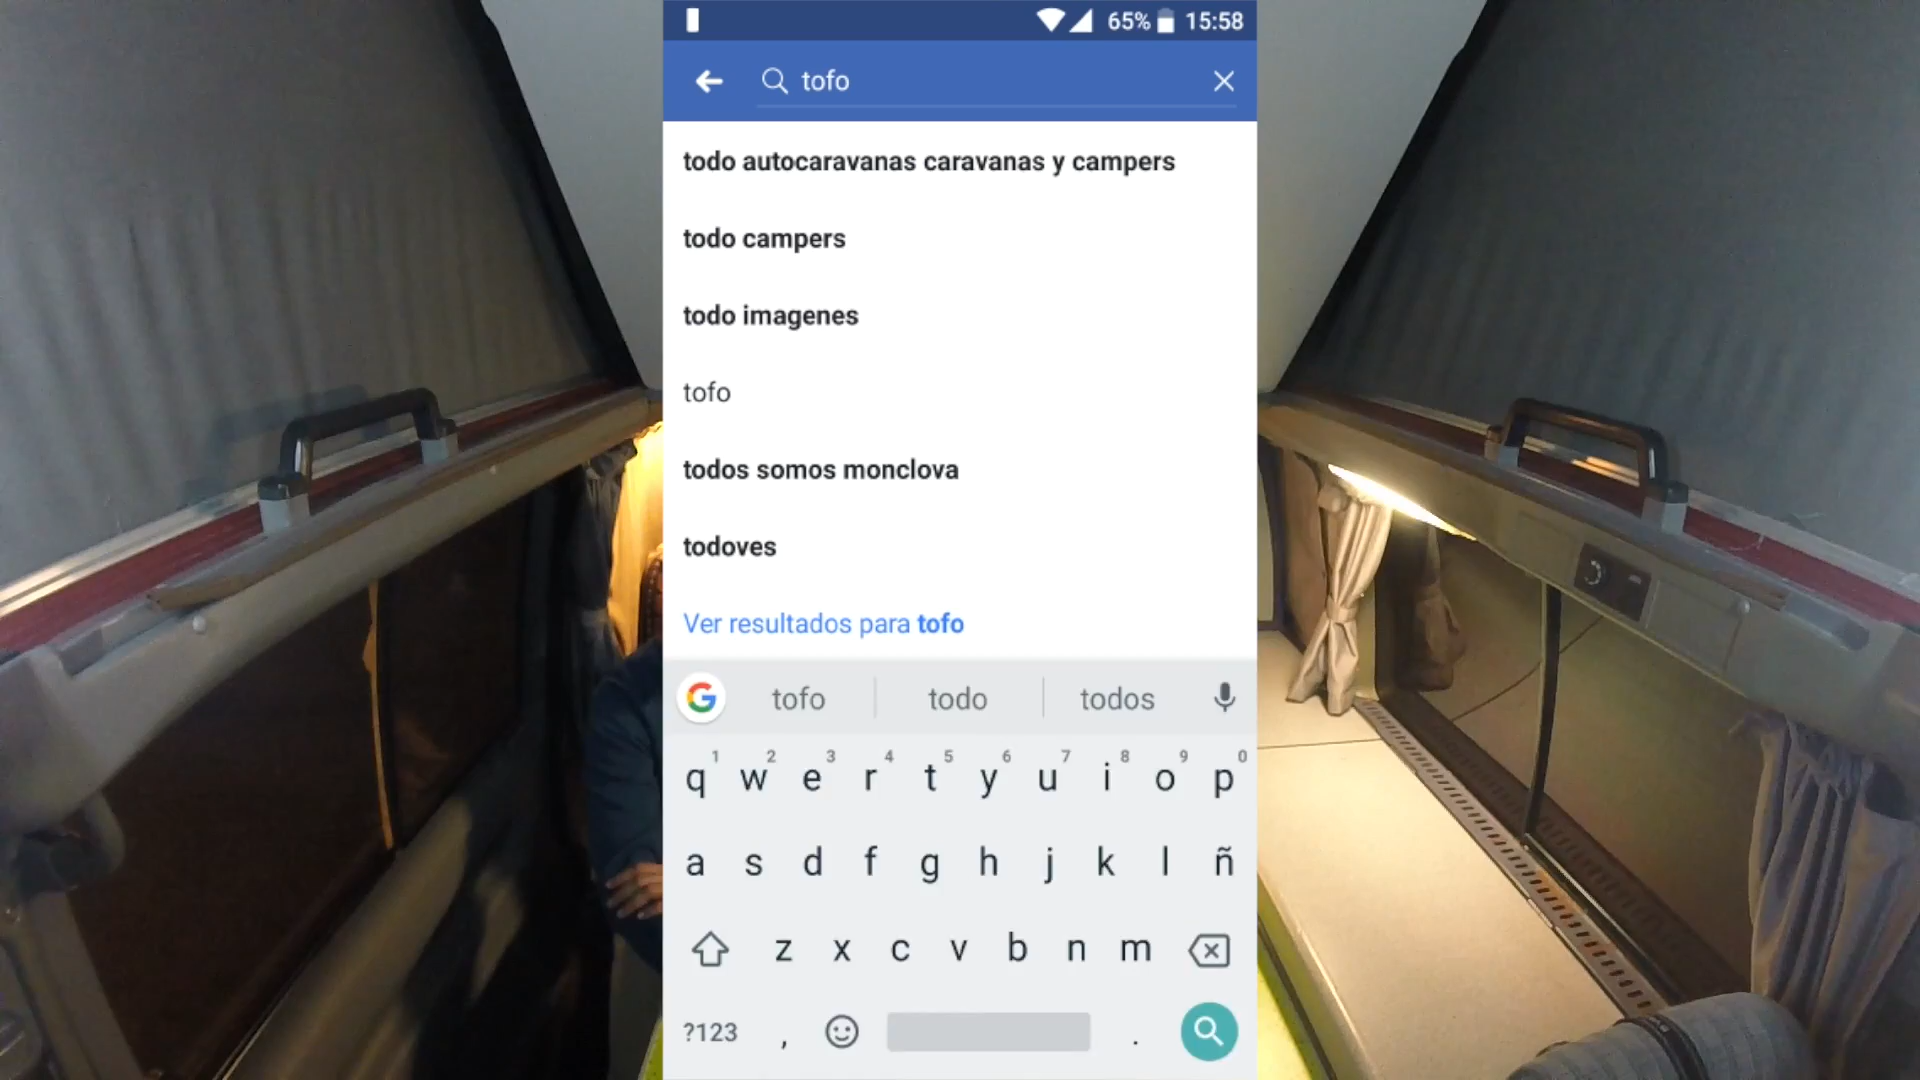 65% 15:58
tofo
todo autocaravanas caravanas y campers
todo campers
todo imagenes
tofo
todos somos monclova
todoves
Ver resultados para tofo
tofo todo todos
1 2 3 4 5 6 7 8 9 0
q w e r t y u i o p
a s d f g h j k l ñ
z x c v b n m
?123 , .